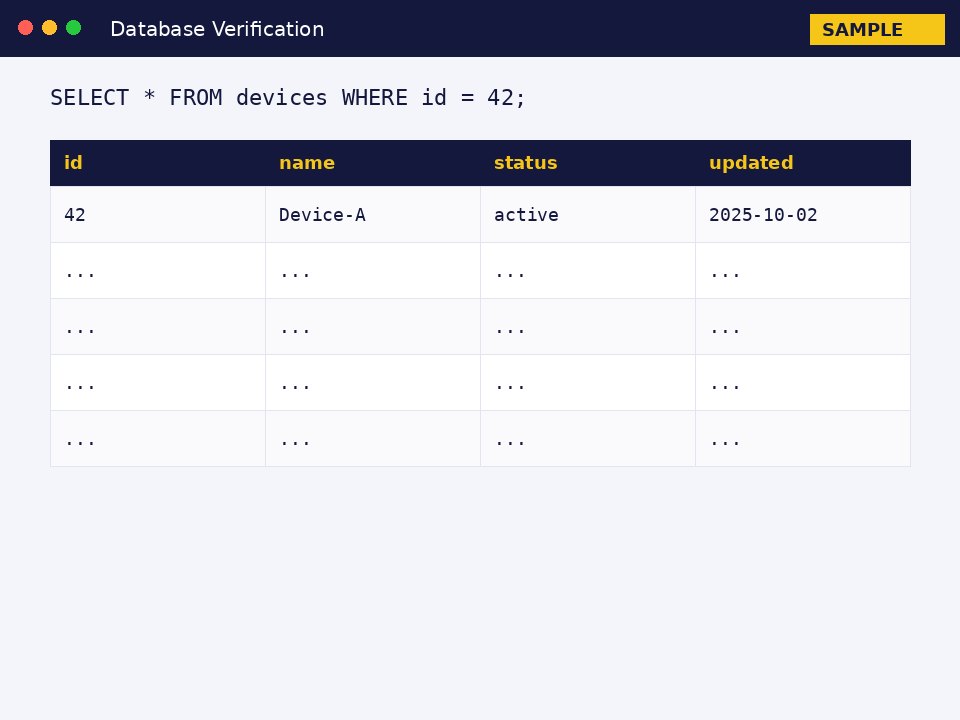 Database Verification
SAMPLE
SELECT * FROM devices WHERE id = 42;
id name status updated
42 Device-A active 2025-10-02
... ... ... ...
... ... ... ...
... ... ... ...
... ... ... ...